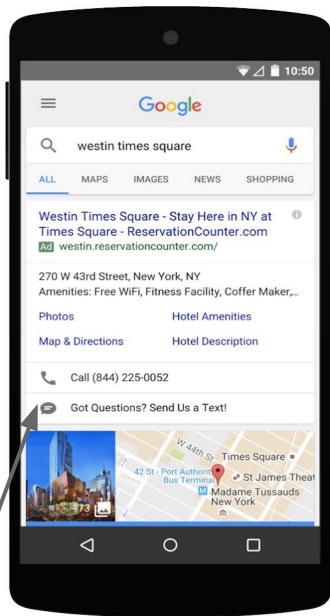 10:50
Google
westin times square
ALL MAPS IMAGES NEWS SHOPPING
Westin Times Square - Stay Here in NY at
Times Square - ReservationCounter.com
Ad westin.reservationcounter.com/
270 W 43rd Street, New York, NY
Amenities: Free WiFi, Fitness Facility, Coffer Maker,...
Photos Hotel Amenities
Map & Directions Hotel Description
Call (844) 225-0052
Got Questions? Send Us a Text!
W 44th St
Times Square
42 St - Port Authority
Bus Terminal
St James Theat
Madame Tussauds
New York